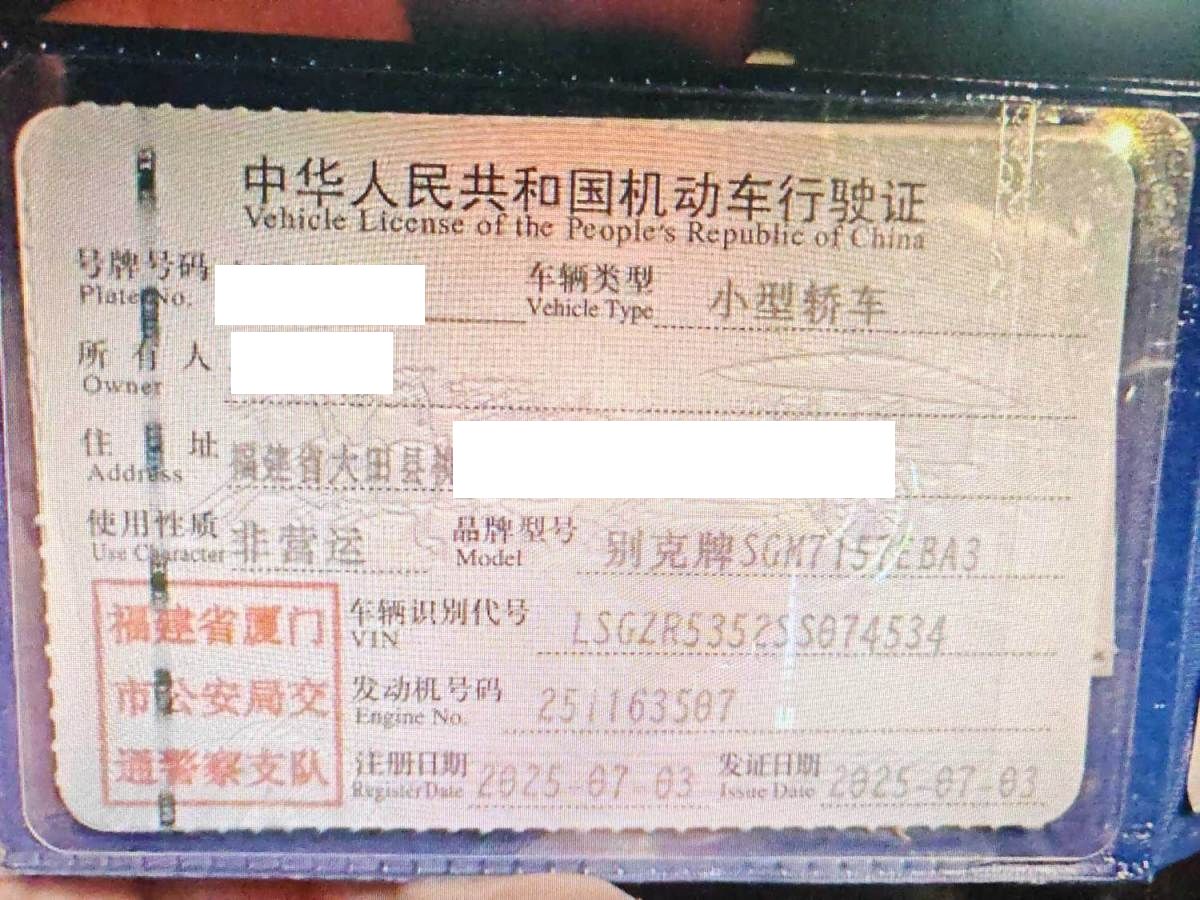 中华人民共和国机动车行驶证
Vehicle License of the People's Republic of China
号牌号码 车辆类型 小型轿车
Plate No. Vehicle Type
所有人
Owner
住址 福建省大田县
Address
使用性质 非营运 品牌型号 别克牌SGM7157EBA3
Use Character Model
福建省厦门
市公安局交
通警察支队
车辆识别代号 LSGZR5352SS074534
VIN
发动机号码 251163507
Engine No.
注册日期 2025-07-03 发证日期 2025-07-03
Register Date Issue Date